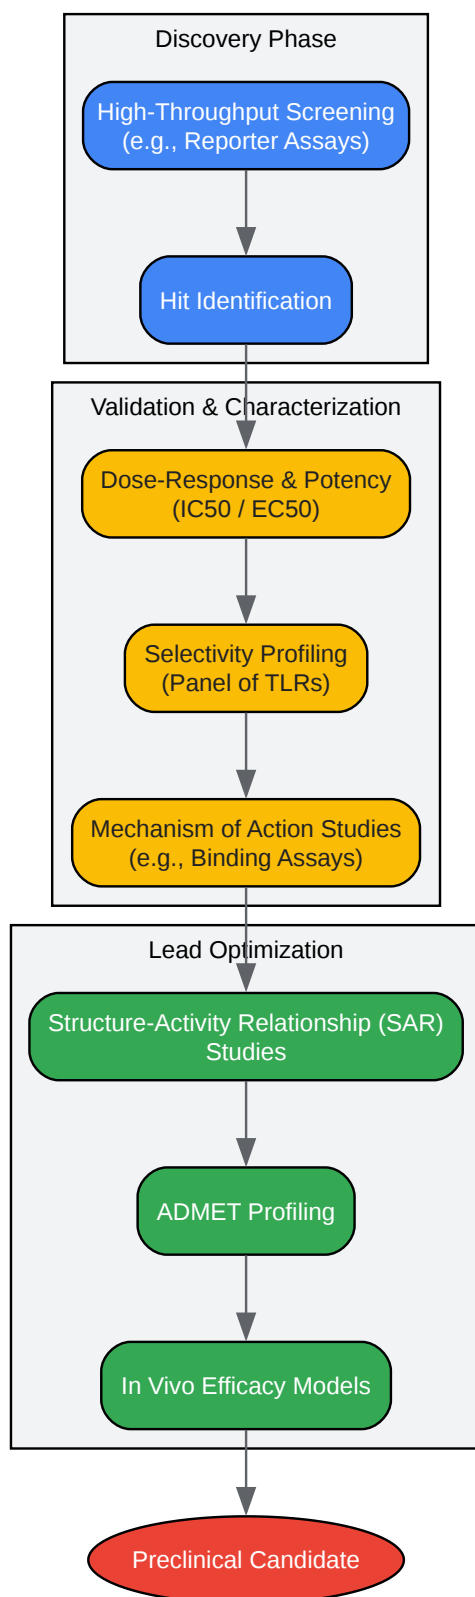 Discovery Phase
High-Throughput Screening
(e.g., Reporter Assays)
Hit Identification
Validation & Characterization
Dose-Response & Potency
(IC50 / EC50)
Selectivity Profiling
(Panel of TLRs)
Mechanism of Action Studies
(e.g., Binding Assays)
Lead Optimization
Structure-Activity Relationship (SAR)
Studies
ADMET Profiling
In Vivo Efficacy Models
Preclinical Candidate